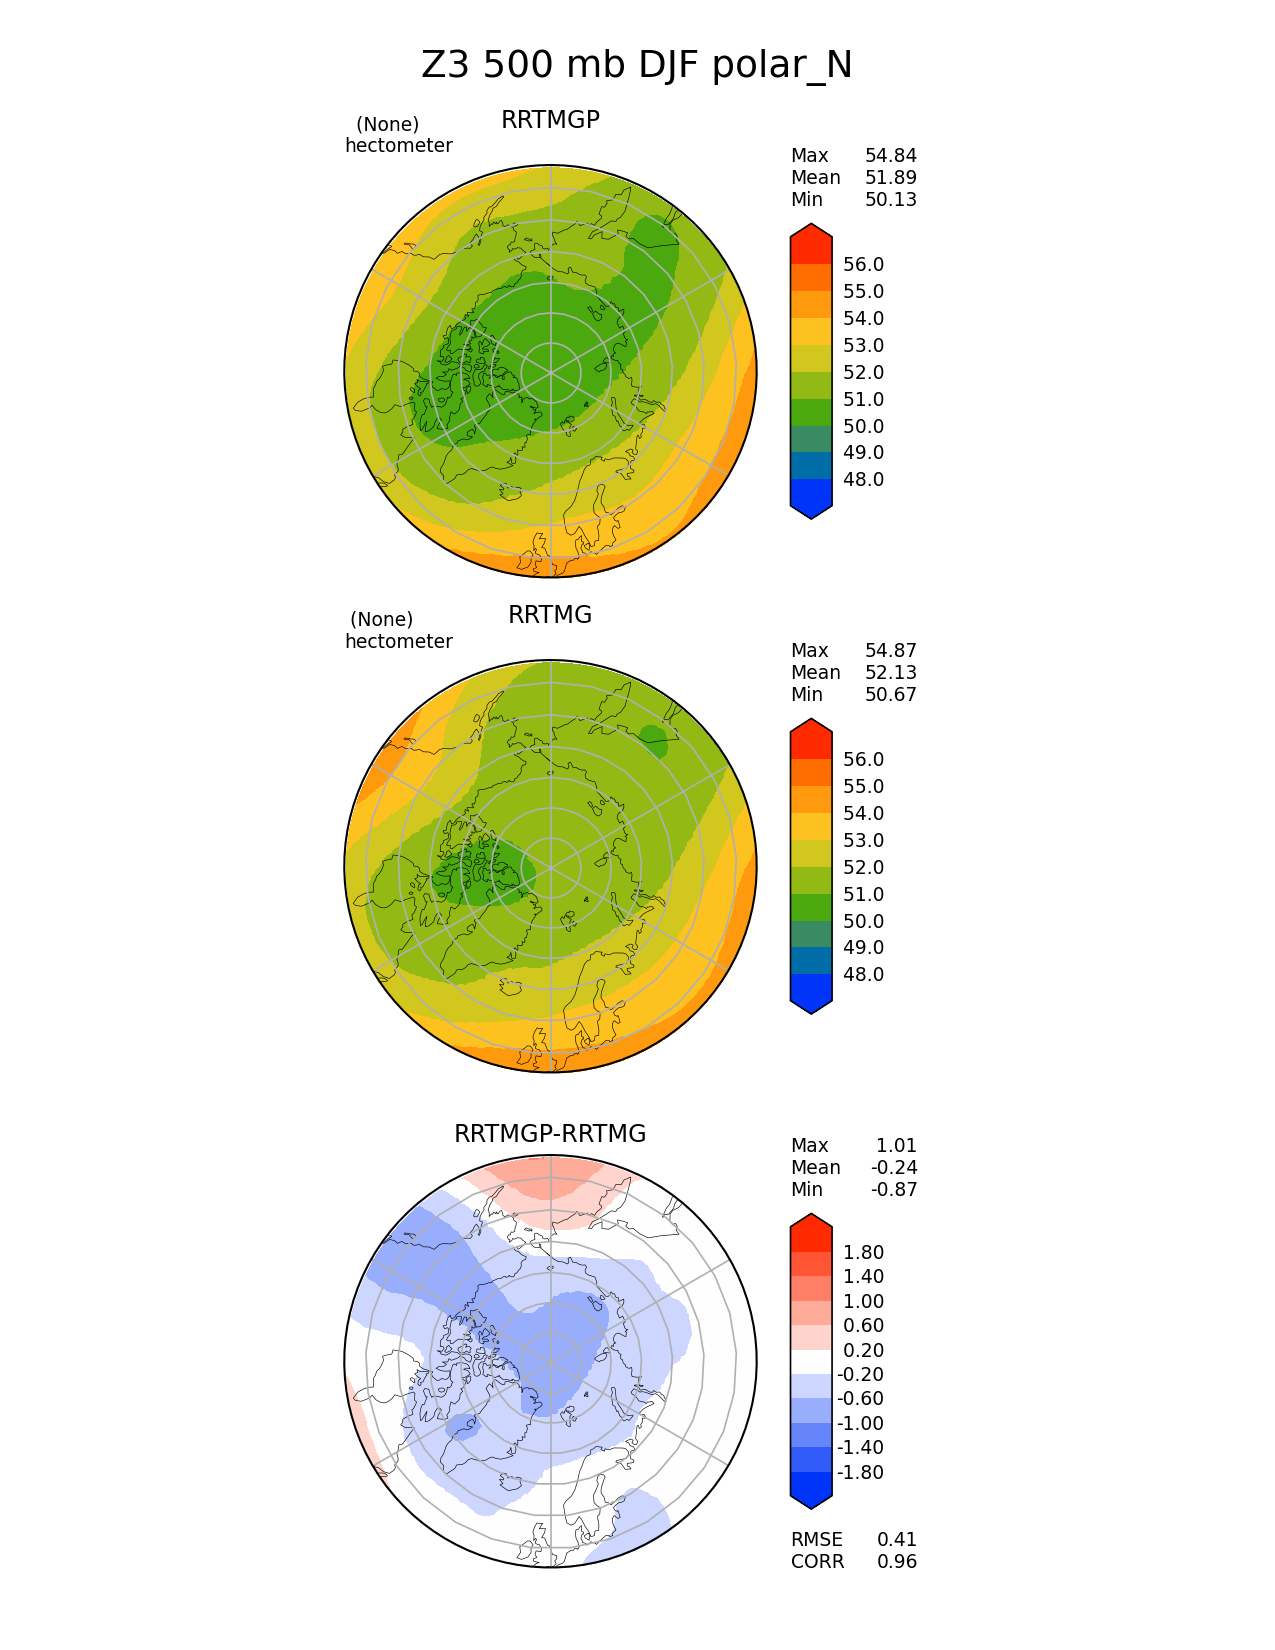 Z3 500 mb DJF polar_N
RRTMGP
(None)
hectometer
Max 54.84
Mean 51.89
Min 50.13
56.0
55.0
54.0
53.0
52.0
51.0
50.0
49.0
48.0
RRTMG
(None)
hectometer
Max 54.87
Mean 52.13
Min 50.67
56.0
55.0
54.0
53.0
52.0
51.0
50.0
49.0
48.0
RRTMGP-RRTMG
Max 1.01
Mean -0.24
Min -0.87
1.80
1.40
1.00
0.60
0.20
-0.20
-0.60
-1.00
-1.40
-1.80
RMSE 0.41
CORR 0.96